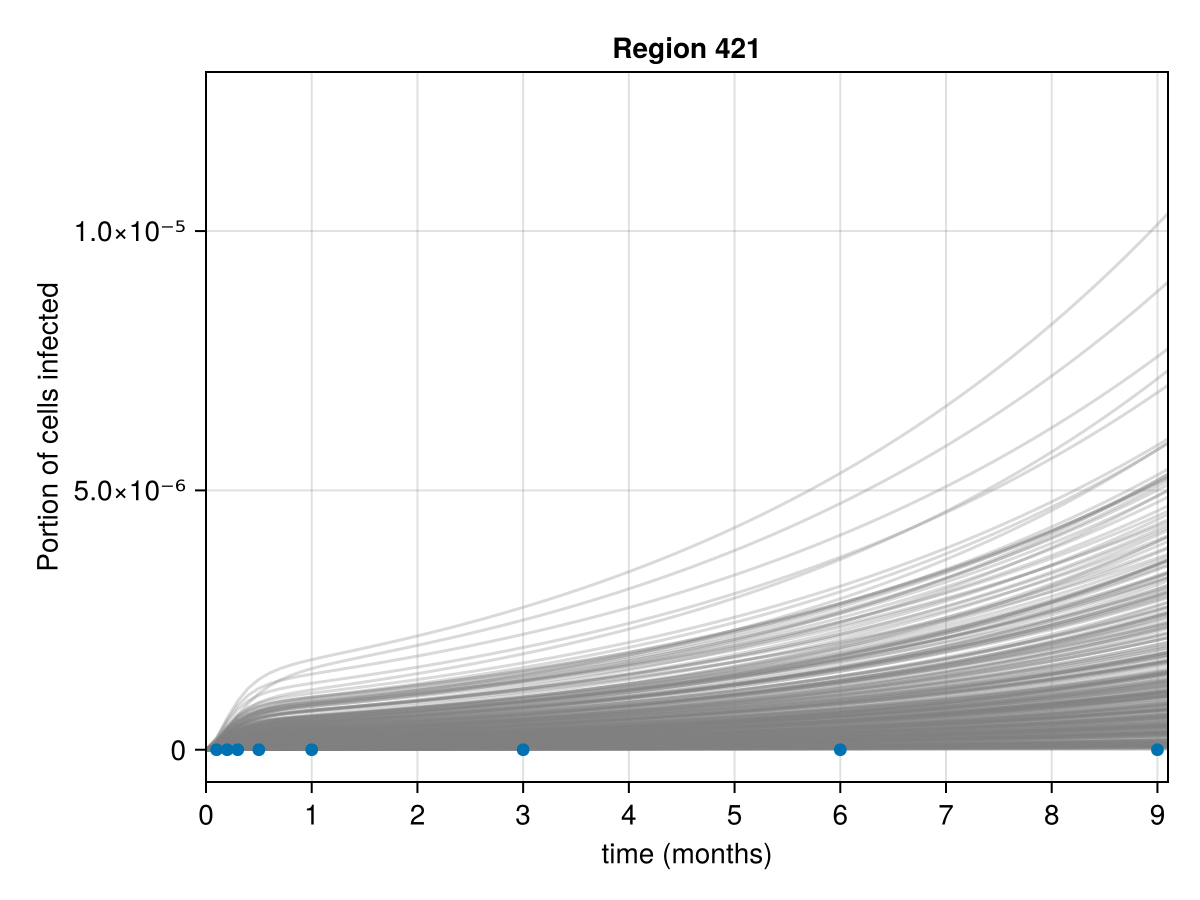 Region 421
Portion of cells infected
1.0×10⁻⁵
5.0×10⁻⁶
0
0 1 2 3 4 5 6 7 8 9
time (months)